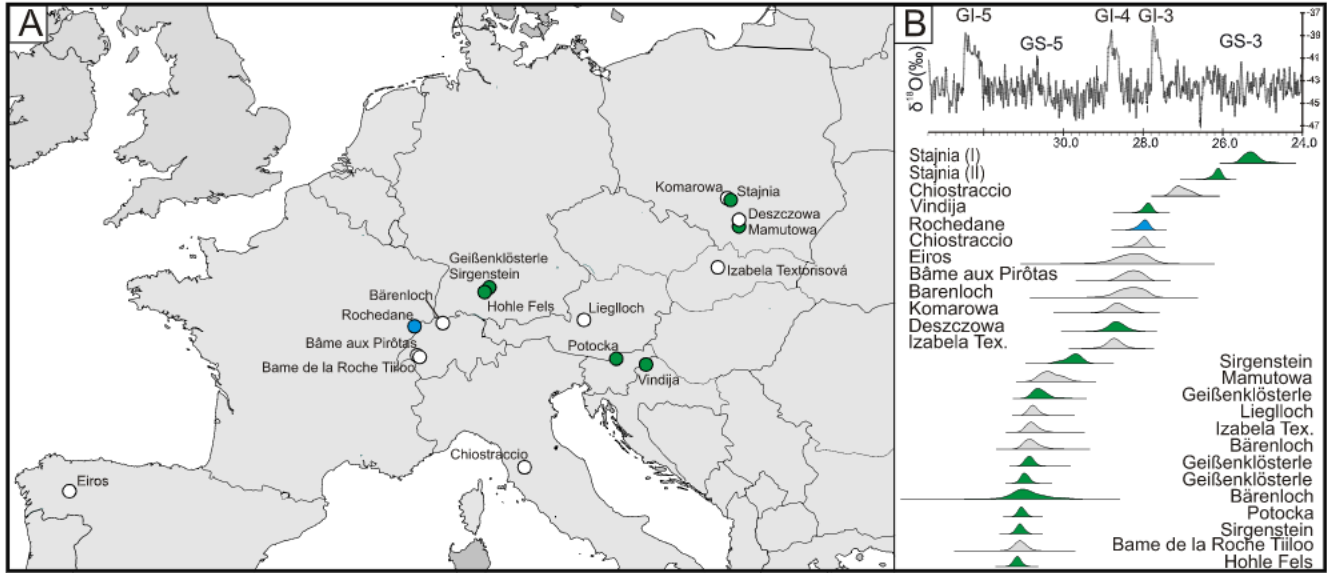 A
Komarowa
Stajnia
Deszczowa
Mamutowa
Geißenklösterle
Sirgenstein
Izabela Textorisová
Hohle Fels
Bärenloch
Rochedane
Lieglloch
Bâme aux Pirôtas
Bame de la Roche Tiiloo
Potocka
Vindija
Chiostraccio
Eiros
B
GI-5
GI-4
GI-3
GS-5
GS-3
δ18O(‰)
-37
-39
-41
-43
-45
-47
30.0
28.0
26.0
24.0
Stajnia (I)
Stajnia (II)
Chiostraccio
Vindija
Rochedane
Chiostraccio
Eiros
Bâme aux Pirôtas
Barenloch
Komarowa
Deszczowa
Izabela Tex.
Sirgenstein
Mamutowa
Geißenklösterle
Lieglloch
Izabela Tex.
Bärenloch
Geißenklösterle
Geißenklösterle
Bärenloch
Potocka
Sirgenstein
Bame de la Roche Tiiloo
Hohle Fels